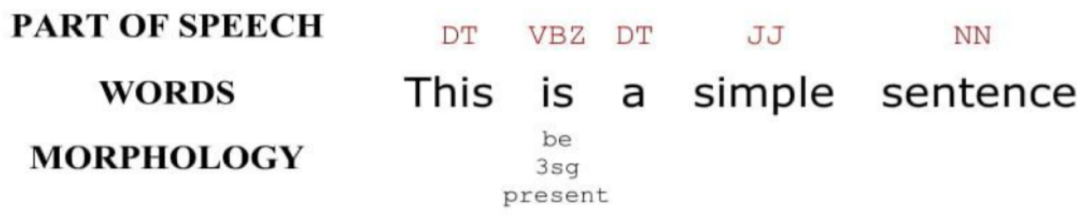 PART OF SPEECH DT VBZ DT JJ NN
WORDS This is a simple sentence
MORPHOLOGY be
3sg
present